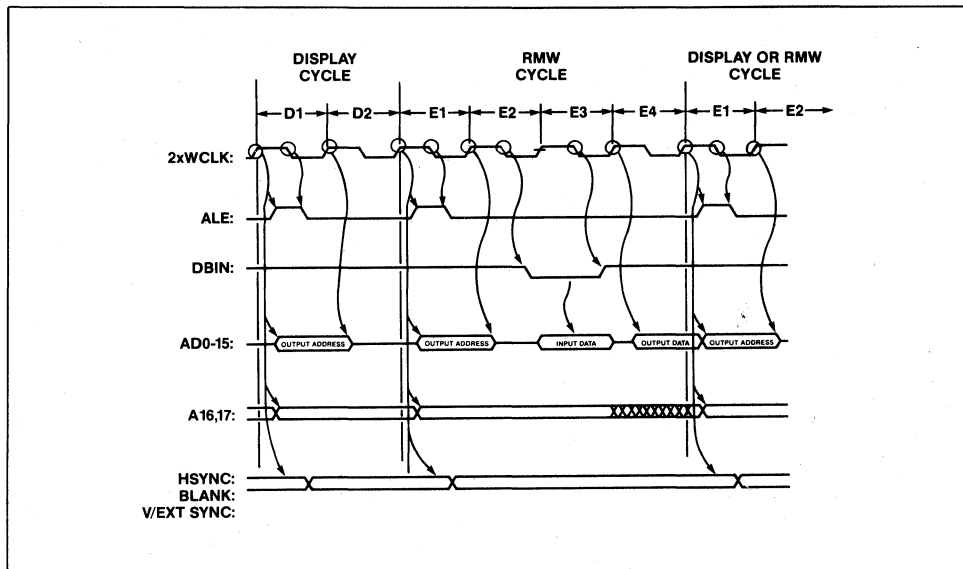 DISPLAY CYCLE
RMW CYCLE
DISPLAY OR RMW CYCLE
D1 D2 E1 E2 E3 E4 E1 E2
2xWCLK:
ALE:
DBIN:
AD0-15: OUTPUT ADDRESS OUTPUT ADDRESS INPUT DATA OUTPUT DATA OUTPUT ADDRESS
A16,17:
HSYNC:
BLANK:
V/EXT SYNC: